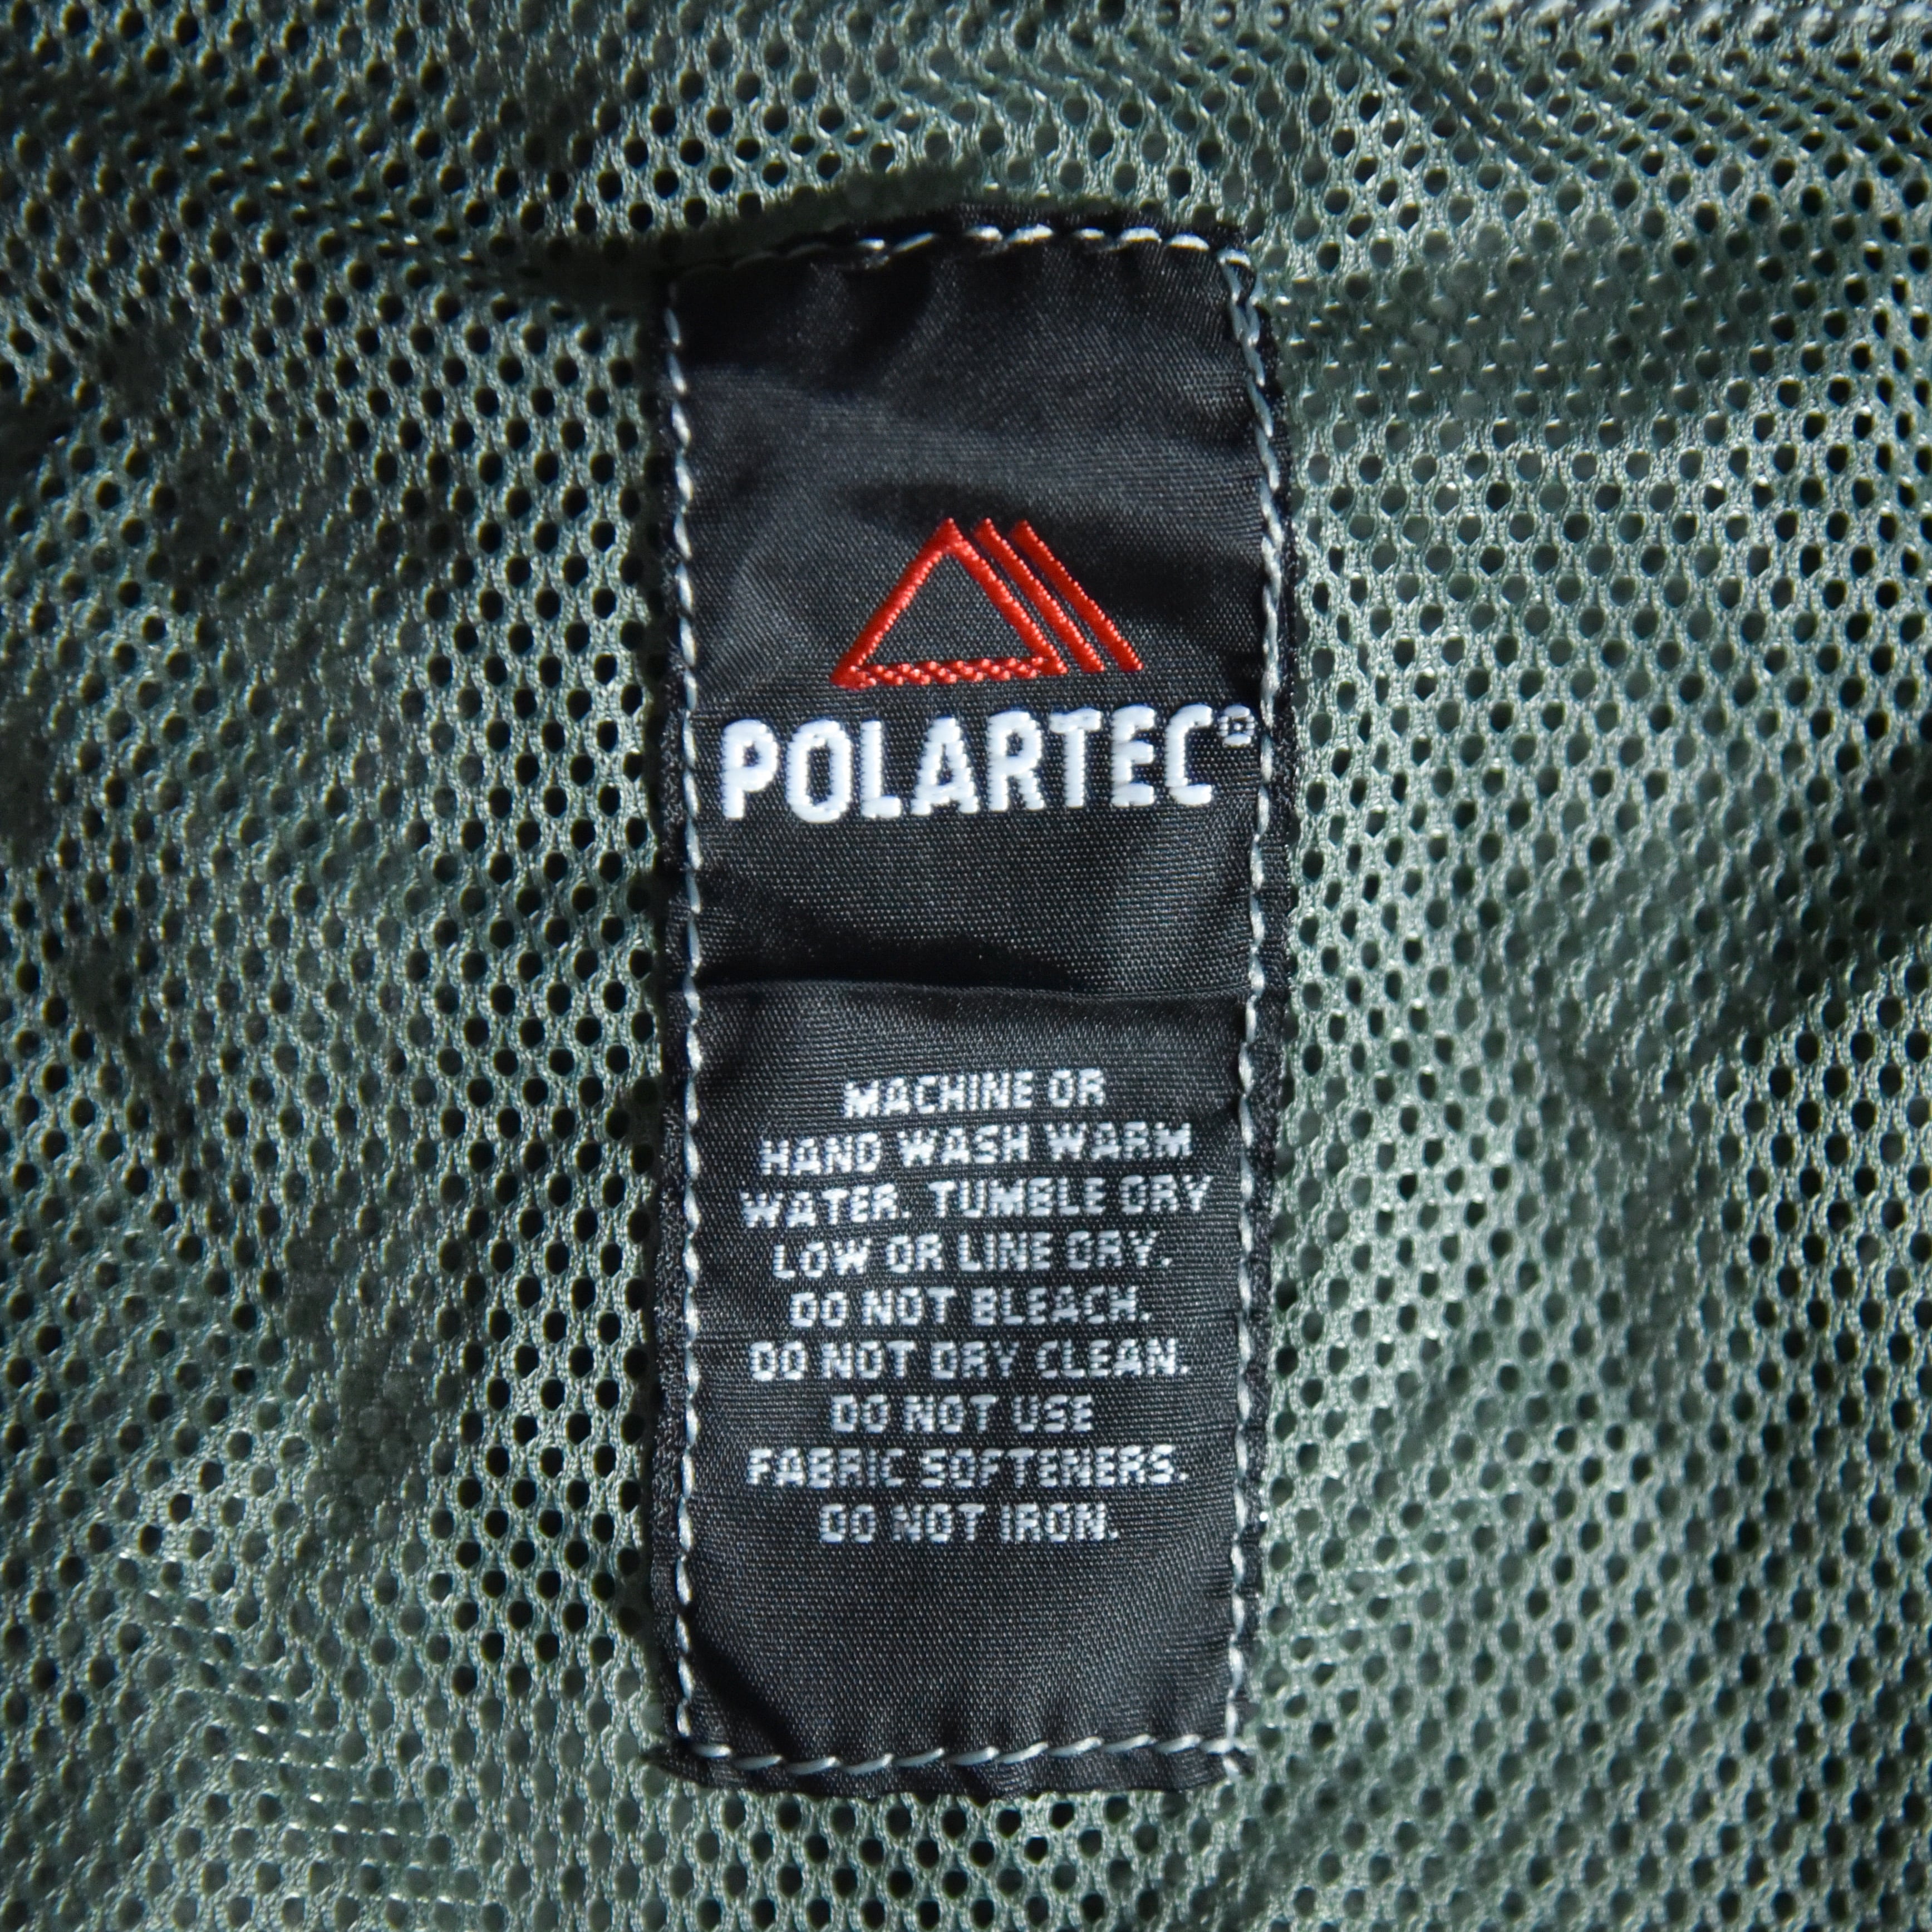 POLARTEC®
MACHINE OR
HAND WASH WARM
WATER. TUMBLE DRY
LOW OR LINE DRY.
DO NOT BLEACH.
DO NOT DRY CLEAN.
DO NOT USE
FABRIC SOFTENERS.
DO NOT IRON.